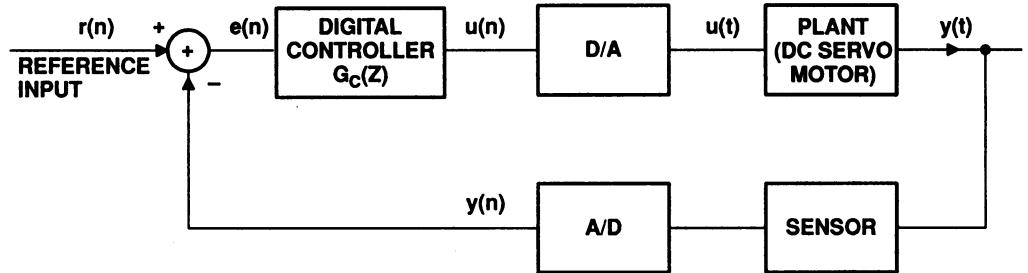 r(n)
+
+
e(n)
DIGITAL
CONTROLLER
G_C(Z)
u(n)
D/A
u(t)
PLANT
(DC SERVO
MOTOR)
y(t)
REFERENCE
INPUT
−
y(n)
A/D
SENSOR